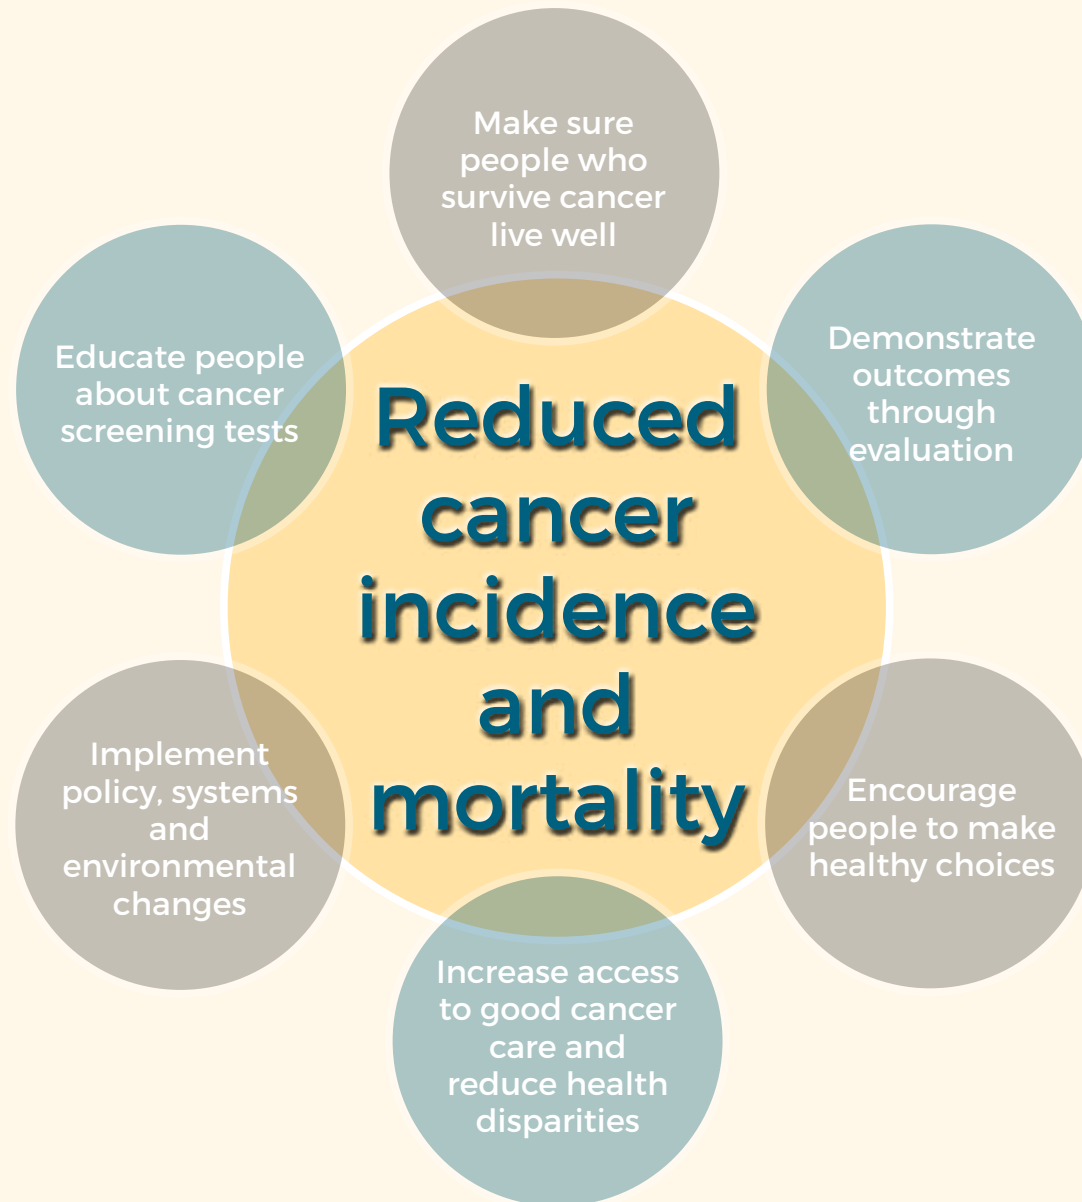 Make sure
people who
survive cancer
live well
Demonstrate
outcomes
through
evaluation
Encourage
people to make
healthy choices
Increase access
to good cancer
care and
reduce health
disparities
Implement
policy, systems
and
environmental
changes
Educate people
about cancer
screening tests
Reduced
cancer
incidence
and
mortality